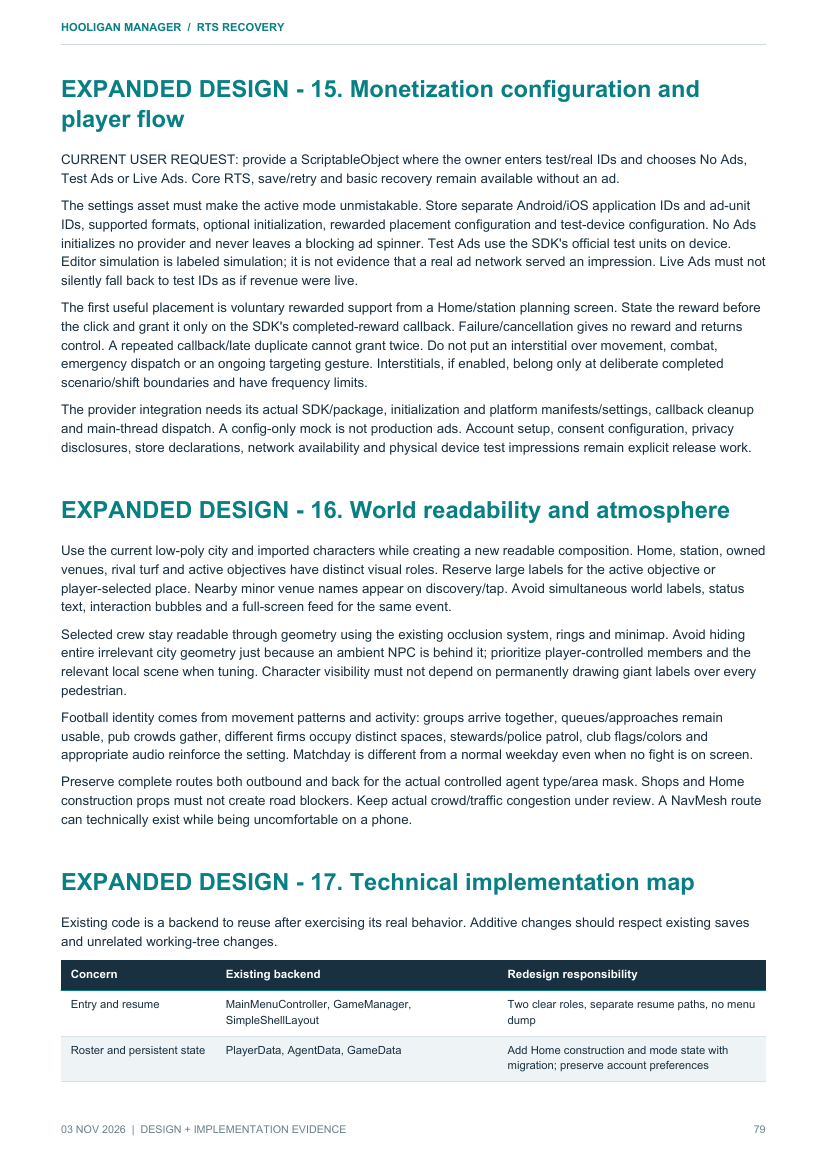 HOOLIGAN MANAGER / RTS RECOVERY
EXPANDED DESIGN - 15. Monetization configuration and
player flow
CURRENT USER REQUEST: provide a ScriptableObject where the owner enters test/real IDs and chooses No Ads,
Test Ads or Live Ads. Core RTS, save/retry and basic recovery remain available without an ad.
The settings asset must make the active mode unmistakable. Store separate Android/iOS application IDs and ad-unit
IDs, supported formats, optional initialization, rewarded placement configuration and test-device configuration. No Ads
initializes no provider and never leaves a blocking ad spinner. Test Ads use the SDK's official test units on device.
Editor simulation is labeled simulation; it is not evidence that a real ad network served an impression. Live Ads must not
silently fall back to test IDs as if revenue were live.
The first useful placement is voluntary rewarded support from a Home/station planning screen. State the reward before
the click and grant it only on the SDK's completed-reward callback. Failure/cancellation gives no reward and returns
control. A repeated callback/late duplicate cannot grant twice. Do not put an interstitial over movement, combat,
emergency dispatch or an ongoing targeting gesture. Interstitials, if enabled, belong only at deliberate completed
scenario/shift boundaries and have frequency limits.
The provider integration needs its actual SDK/package, initialization and platform manifests/settings, callback cleanup
and main-thread dispatch. A config-only mock is not production ads. Account setup, consent configuration, privacy
disclosures, store declarations, network availability and physical device test impressions remain explicit release work.
EXPANDED DESIGN - 16. World readability and atmosphere
Use the current low-poly city and imported characters while creating a new readable composition. Home, station, owned
venues, rival turf and active objectives have distinct visual roles. Reserve large labels for the active objective or
player-selected place. Nearby minor venue names appear on discovery/tap. Avoid simultaneous world labels, status
text, interaction bubbles and a full-screen feed for the same event.
Selected crew stay readable through geometry using the existing occlusion system, rings and minimap. Avoid hiding
entire irrelevant city geometry just because an ambient NPC is behind it; prioritize player-controlled members and the
relevant local scene when tuning. Character visibility must not depend on permanently drawing giant labels over every
pedestrian.
Football identity comes from movement patterns and activity: groups arrive together, queues/approaches remain
usable, pub crowds gather, different firms occupy distinct spaces, stewards/police patrol, club flags/colors and
appropriate audio reinforce the setting. Matchday is different from a normal weekday even when no fight is on screen.
Preserve complete routes both outbound and back for the actual controlled agent type/area mask. Shops and Home
construction props must not create road blockers. Keep actual crowd/traffic congestion under review. A NavMesh route
can technically exist while being uncomfortable on a phone.
EXPANDED DESIGN - 17. Technical implementation map
Existing code is a backend to reuse after exercising its real behavior. Additive changes should respect existing saves
and unrelated working-tree changes.
Concern Existing backend Redesign responsibility
Entry and resume MainMenuController, GameManager, Two clear roles, separate resume paths, no menu
SimpleShellLayout dump
Roster and persistent state PlayerData, AgentData, GameData Add Home construction and mode state with
migration; preserve account preferences
03 NOV 2026 | DESIGN + IMPLEMENTATION EVIDENCE 79